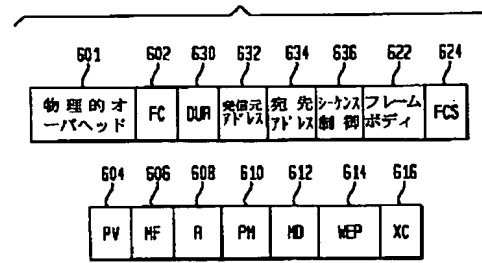 601 602 630 632 634 636 622 624
物理的オーバヘッド FC DUR 発信元アドレス 宛先アドレス シーケンス制御 フレームボディ FCS
604 606 608 610 612 614 616
PV MF R PM MD WEP XC